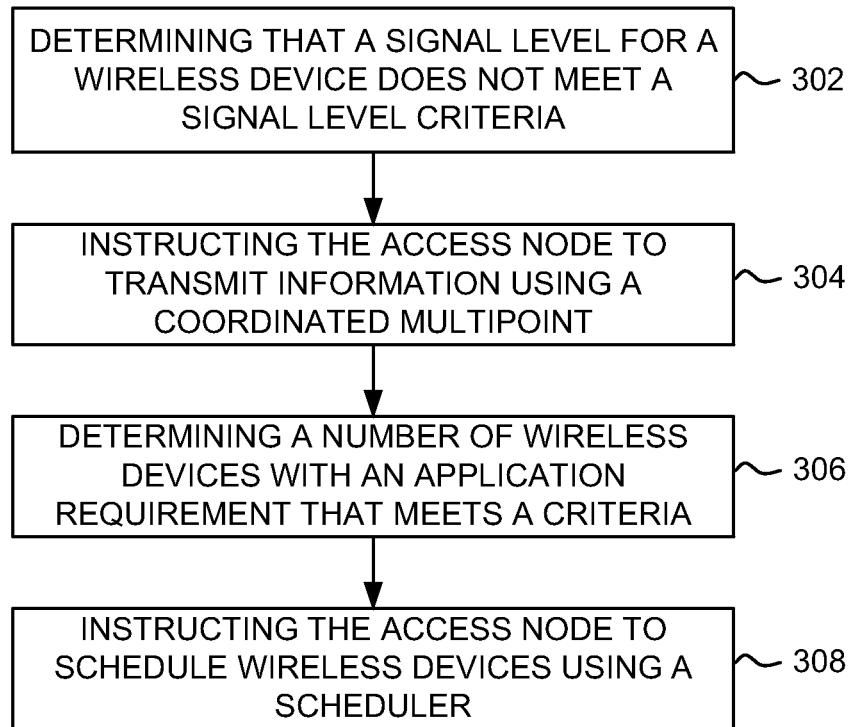 DETERMINING THAT A SIGNAL LEVEL FOR A
WIRELESS DEVICE DOES NOT MEET A
SIGNAL LEVEL CRITERIA
302
INSTRUCTING THE ACCESS NODE TO
TRANSMIT INFORMATION USING A
COORDINATED MULTIPOINT
304
DETERMINING A NUMBER OF WIRELESS
DEVICES WITH AN APPLICATION
REQUIREMENT THAT MEETS A CRITERIA
306
INSTRUCTING THE ACCESS NODE TO
SCHEDULE WIRELESS DEVICES USING A
SCHEDULER
308